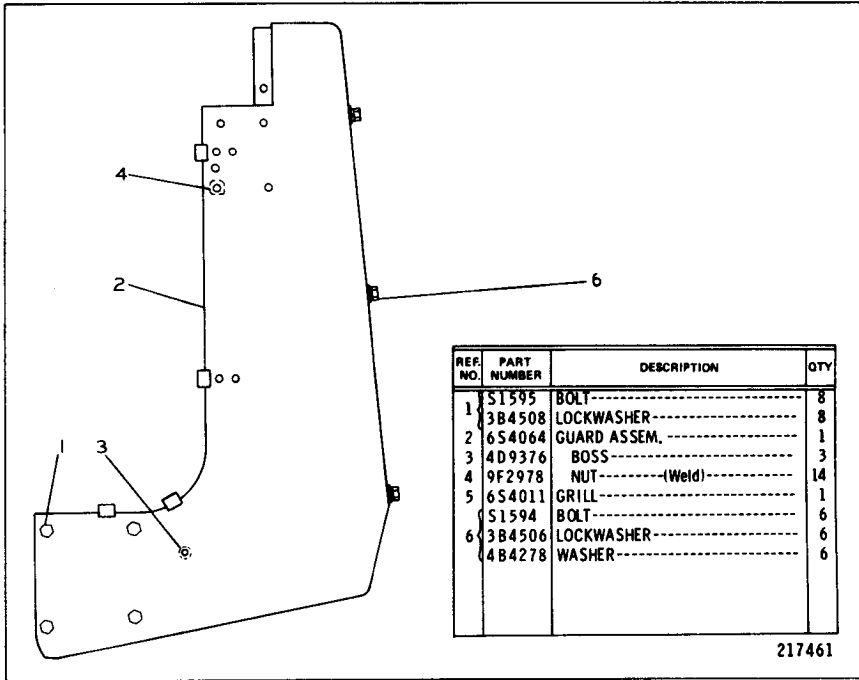 4
2
6
1
3
REF. NO. PART NUMBER DESCRIPTION QTY
1 S1595 BOLT 8
3B4508 LOCKWASHER 8
2 6S4064 GUARD ASSEM. 1
3 4D9376 BOSS 3
4 9F2978 NUT (Weld) 14
5 6S4011 GRILL 1
S1594 BOLT 6
6 3B4506 LOCKWASHER 6
4B4278 WASHER 6
217461